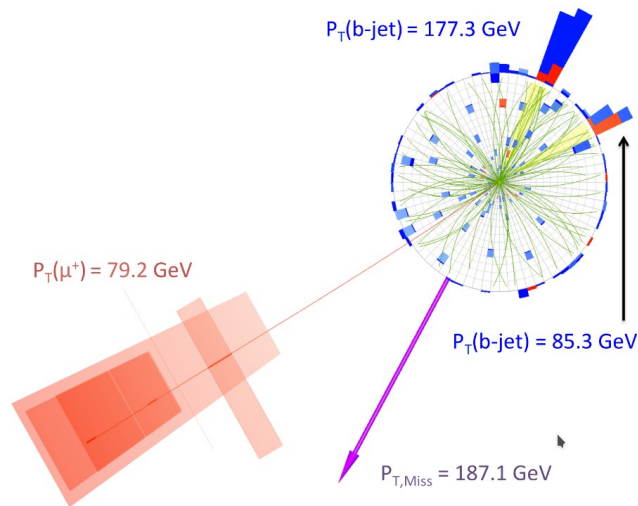 P_T(b-jet) = 177.3 GeV
P_T(μ⁺) = 79.2 GeV
P_T(b-jet) = 85.3 GeV
P_T,Miss = 187.1 GeV